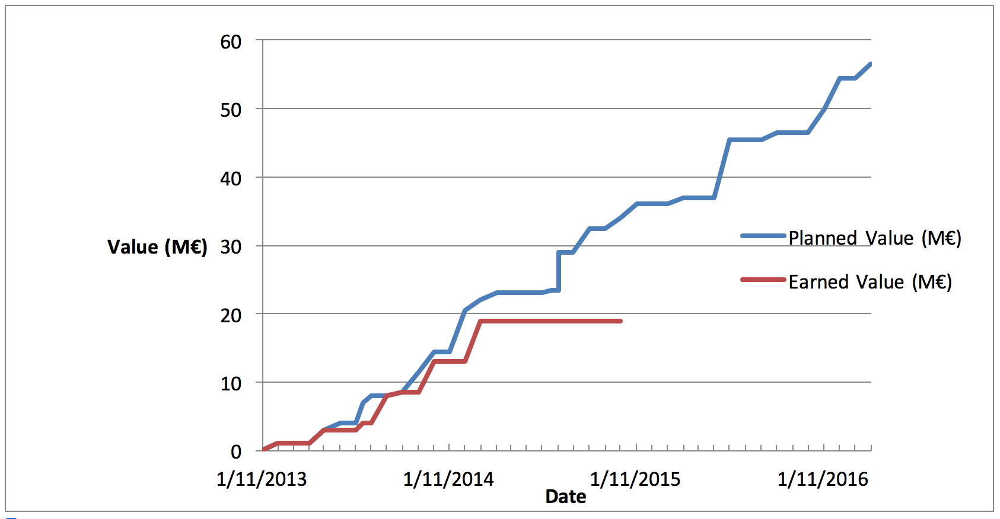 60
50
40
30
20
10
0
Value (M€)
Planned Value (M€)
Earned Value (M€)
1/11/2013
1/11/2014
1/11/2015
1/11/2016
Date